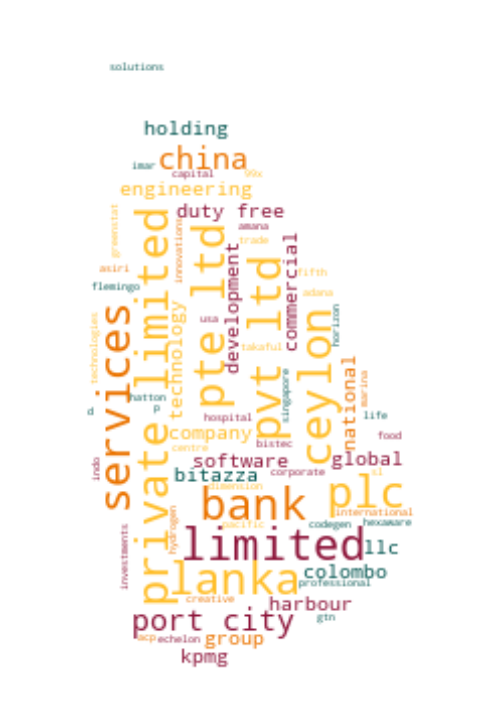 solutions
holding
imar
china
capital
99x
engineering
greenstat
duty free
private limited
innovations
pte ltd
amana
trade
development
commercial
pvt ltd
asiri
fifth
flemingo
adana
ceylon
horizon
services
technologies
technology
usa
takaful
singapore
national
marina
hatton
p
d
hospital
life
company
bistec
food
centre
indo
software
global
bitazza
corporate
sl
dimension
bank
plc
international
hydrogen
pacific
codegen
hexaware
investments
limited
llc
lanka
colombo
professional
creative
harbour
port city
gtn
acp
echelon
group
kpmg